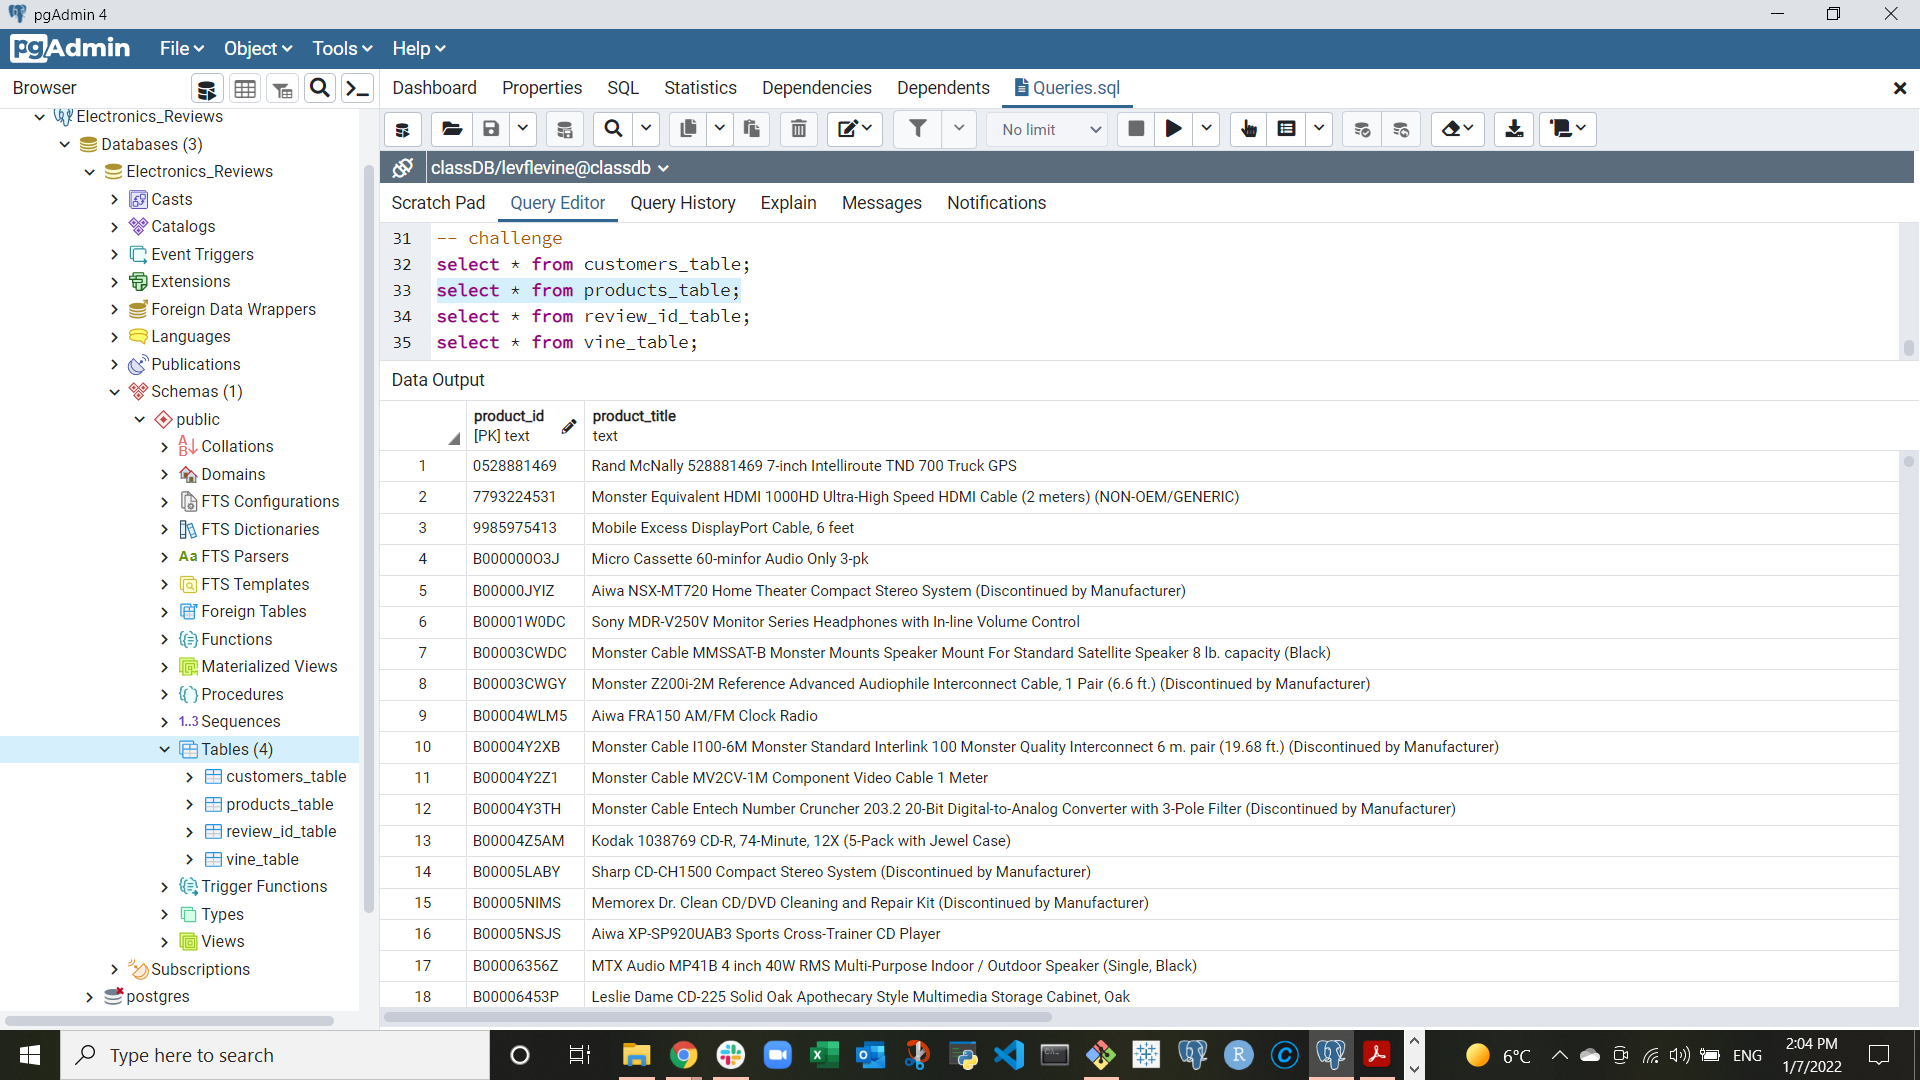 pgAdmin 4
pgAdmin File Object Tools Help
Browser
Dashboard Properties SQL Statistics Dependencies Dependents Queries.sql
No limit
classDB/levflevine@classdb
Scratch Pad Query Editor Query History Explain Messages Notifications
Electronics_Reviews
Databases (3)
Electronics_Reviews
Casts
Catalogs
Event Triggers
Extensions
Foreign Data Wrappers
Languages
Publications
Schemas (1)
public
Collations
Domains
FTS Configurations
FTS Dictionaries
Aa FTS Parsers
FTS Templates
Foreign Tables
Functions
Materialized Views
Procedures
1..3 Sequences
Tables (4)
customers_table
products_table
review_id_table
vine_table
Trigger Functions
Types
Views
Subscriptions
postgres
31 -- challenge
32 select * from customers_table;
33 select * from products_table;
34 select * from review_id_table;
35 select * from vine_table;
Data Output
product_id product_title
[PK] text text
1 0528881469 Rand McNally 528881469 7-inch Intelliroute TND 700 Truck GPS
2 7793224531 Monster Equivalent HDMI 1000HD Ultra-High Speed HDMI Cable (2 meters) (NON-OEM/GENERIC)
3 9985975413 Mobile Excess DisplayPort Cable, 6 feet
4 B00000O3J Micro Cassette 60-minfor Audio Only 3-pk
5 B00000JYIZ Aiwa NSX-MT720 Home Theater Compact Stereo System (Discontinued by Manufacturer)
6 B00001W0DC Sony MDR-V250V Monitor Series Headphones with In-line Volume Control
7 B00003CWDC Monster Cable MMSSAT-B Monster Mounts Speaker Mount For Standard Satellite Speaker 8 lb. capacity (Black)
8 B00003CWGY Monster Z200i-2M Reference Advanced Audiophile Interconnect Cable, 1 Pair (6.6 ft.) (Discontinued by Manufacturer)
9 B00004WLM5 Aiwa FRA150 AM/FM Clock Radio
10 B00004Y2XB Monster Cable I100-6M Monster Standard Interlink 100 Monster Quality Interconnect 6 m. pair (19.68 ft.) (Discontinued by Manufacturer)
11 B00004Y2Z1 Monster Cable MV2CV-1M Component Video Cable 1 Meter
12 B00004Y3TH Monster Cable Entech Number Cruncher 203.2 20-Bit Digital-to-Analog Converter with 3-Pole Filter (Discontinued by Manufacturer)
13 B00004Z5AM Kodak 1038769 CD-R, 74-Minute, 12X (5-Pack with Jewel Case)
14 B00005LABY Sharp CD-CH1500 Compact Stereo System (Discontinued by Manufacturer)
15 B00005NIMS Memorex Dr. Clean CD/DVD Cleaning and Repair Kit (Discontinued by Manufacturer)
16 B00005NSJS Aiwa XP-SP920UAB3 Sports Cross-Trainer CD Player
17 B00006356Z MTX Audio MP41B 4 inch 40W RMS Multi-Purpose Indoor / Outdoor Speaker (Single, Black)
18 B00006453P Leslie Dame CD-225 Solid Oak Apothecary Style Multimedia Storage Cabinet, Oak
Type here to search
6°C
ENG
2:04 PM
1/7/2022